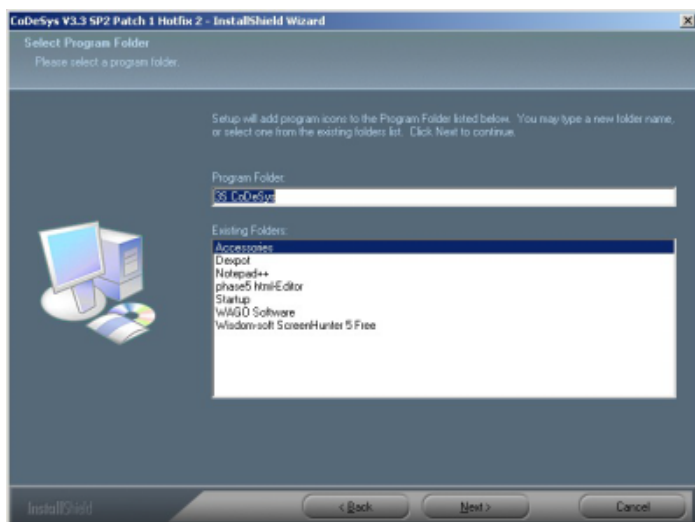 CoDeSys V3.3 SP2 Patch 1 Hotfix 2 - InstallShield Wizard
Select Program Folder
Please select a program folder.
Setup will add program icons to the Program Folder listed below. You may type a new folder name,
or select one from the existing folders list. Click Next to continue.
Program Folder:
3S CoDeSys
Existing Folders:
Accessories
Dexpot
Notepad++
phase5 html-Editor
Startup
WAGO Software
Wisdom-soft ScreenHunter 5 Free
InstallShield
< Back
Next >
Cancel